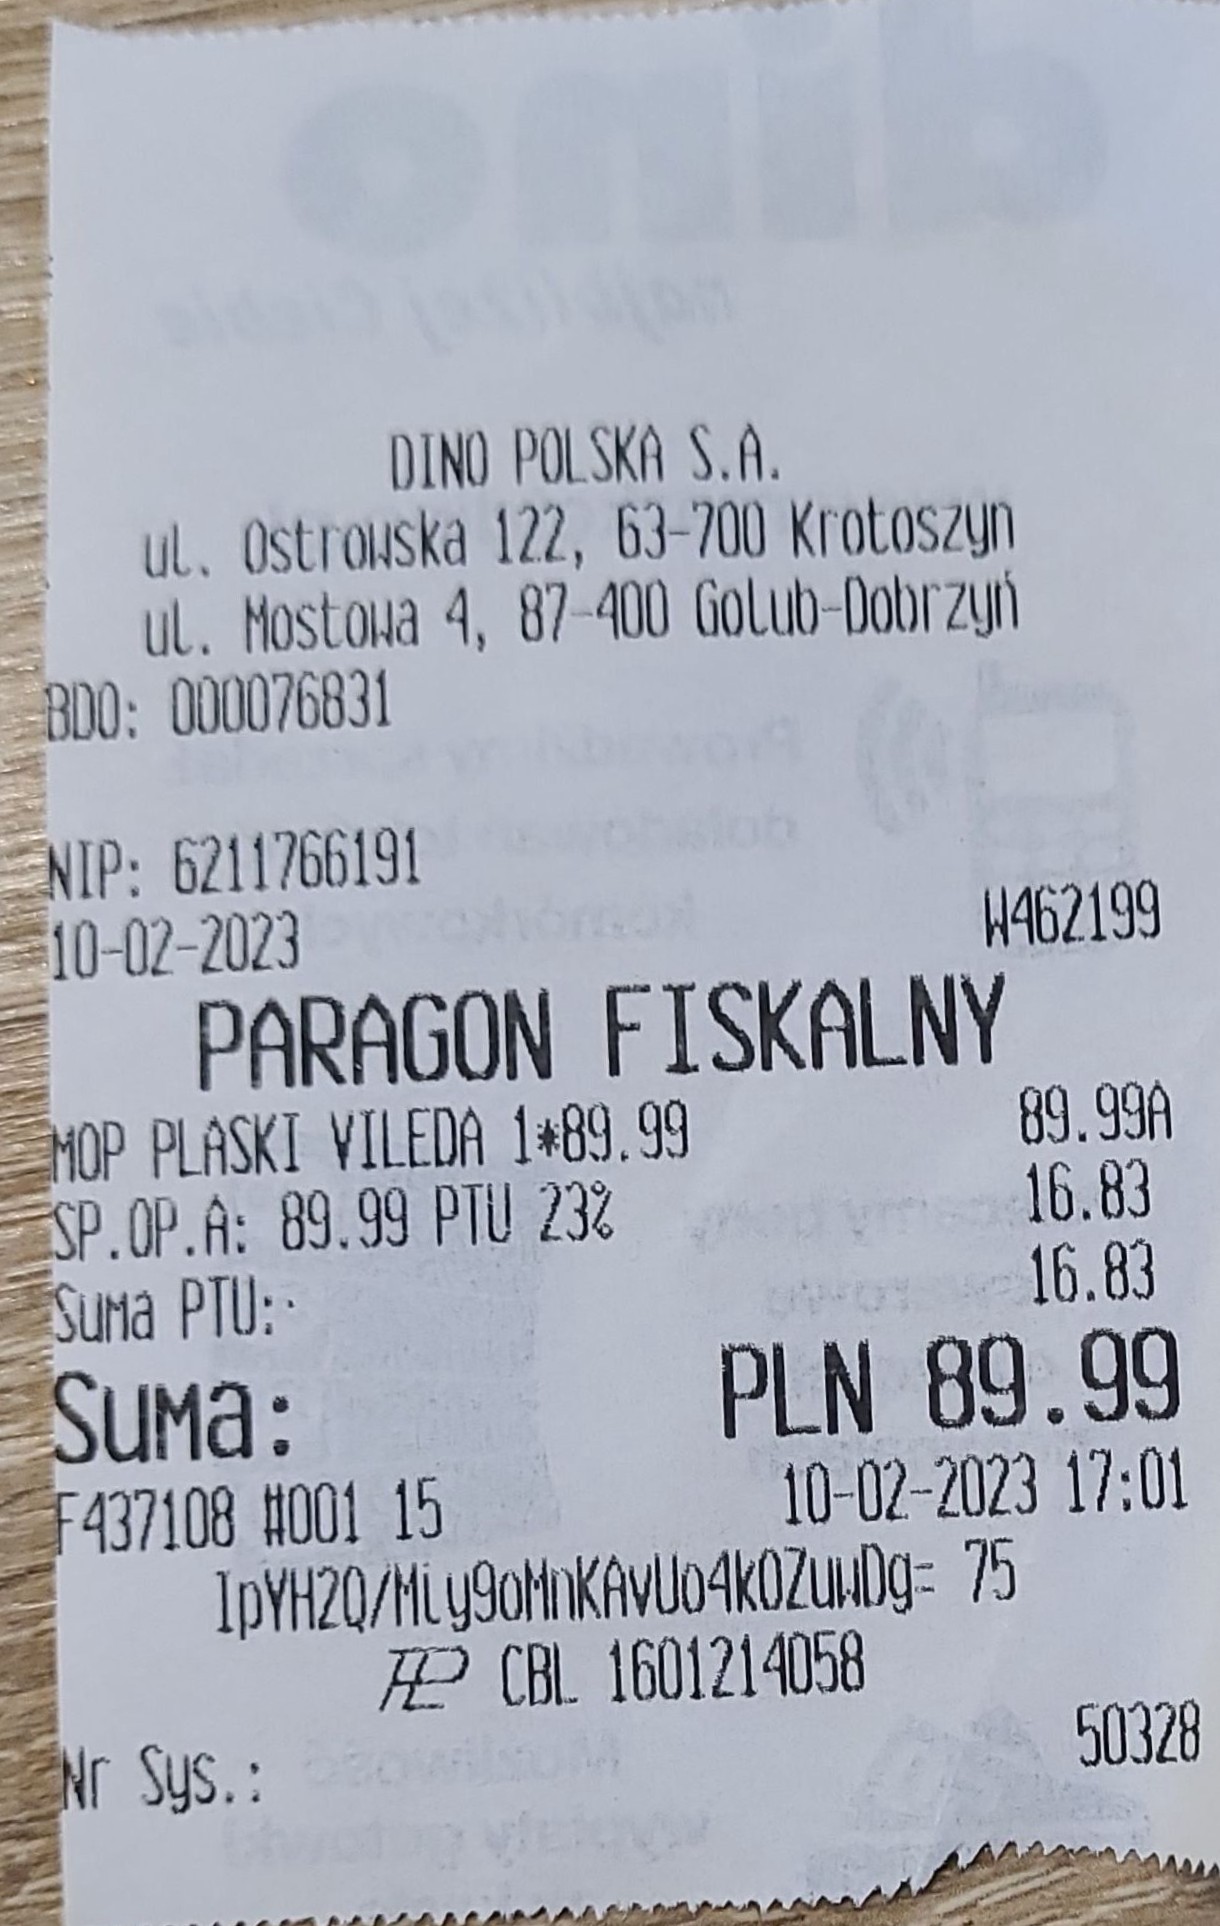 DINO POLSKA S.A.
ul. Ostrowska 122, 63-700 Krotoszyn
ul. Mostowa 4, 87-400 Golub-Dobrzyń
BDO: 000076831
NIP: 6211766191
10-02-2023 W462199
PARAGON FISKALNY
MOP PLASKI VILEDA 1*89.99 89.99A
SP.OP.A: 89.99 PTU 23% 16.83
Suma PTU: 16.83
Suma: PLN 89.99
F437108 #001 15 10-02-2023 17:01
IpYH2Q/Miy9oMnKAvUo4kOZuwDg= 75
CBL 1601214058
Nr Sys.: 50328